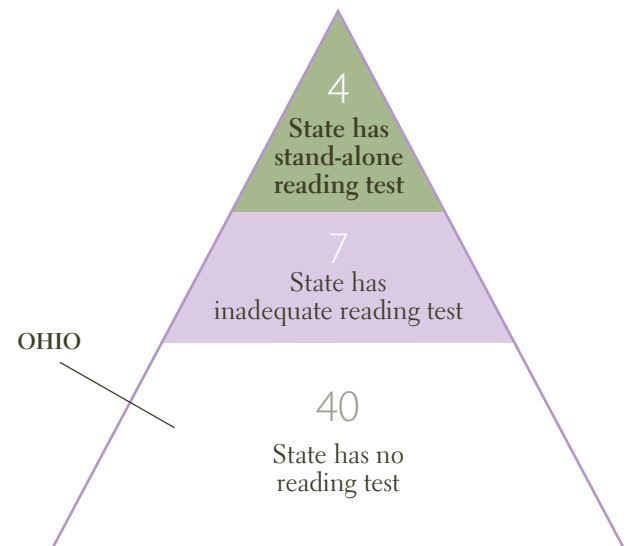 4
State has
stand-alone
reading test
7
State has
inadequate reading test
OHIO
40
State has no
reading test